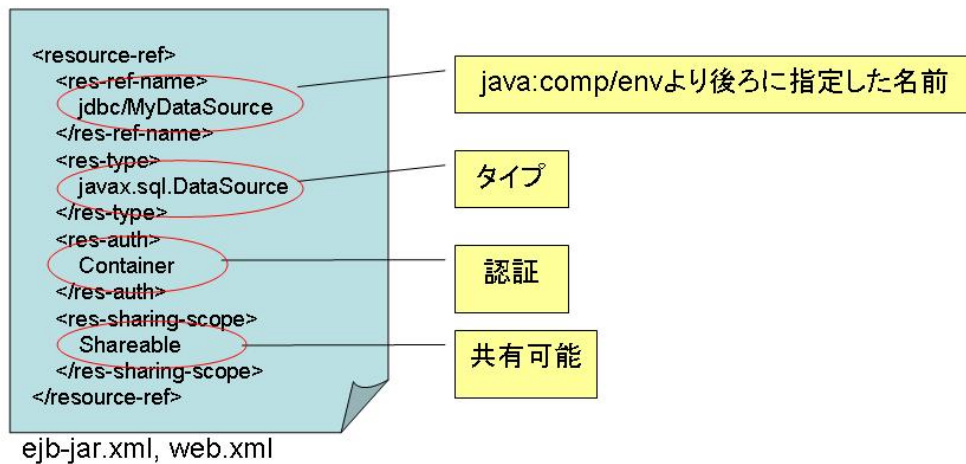 <resource-ref>
<res-ref-name>
jdbc/MyDataSource
</res-ref-name>
<res-type>
javax.sql.DataSource
</res-type>
<res-auth>
Container
</res-auth>
<res-sharing-scope>
Shareable
</res-sharing-scope>
</resource-ref>
ejb-jar.xml, web.xml
java:comp/envより後ろに指定した名前
タイプ
認証
共有可能